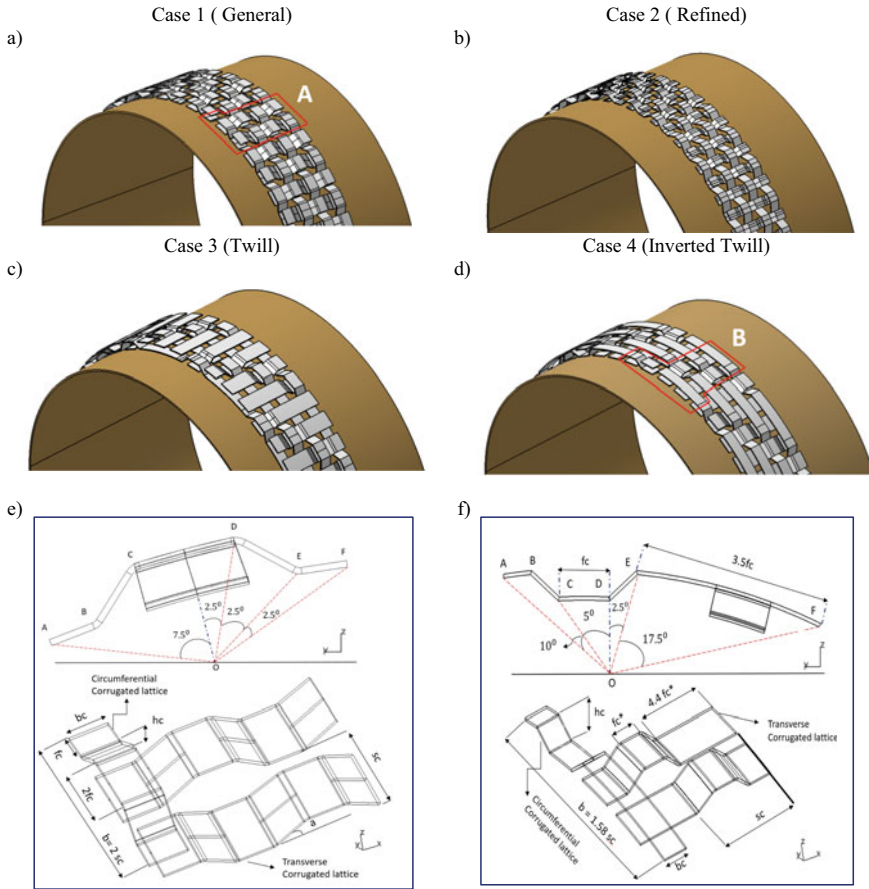 Case 1 ( General)
Case 2 ( Refined)
a)
b)
A
Case 3 (Twill)
Case 4 (Inverted Twill)
c)
d)
B
e)
f)
D
C
E
F
B
A
2.5⁰
2.5⁰
2.5⁰
7.5⁰
O
z
y
Circumferential
Corrugated lattice
bc
hc
fc
2fc
sc
b= 2 sc
a
Transverse
Corrugated lattice
z
y
x
A
B
fc
E
3.5fc
C
D
F
5⁰
2.5⁰
10⁰
17.5⁰
O
z
y
hc
fc*
4.4 fc*
Transverse
Corrugated lattice
Circumferential
Corrugated lattice
b = 1.58 sc
sc
bc
z
y
x